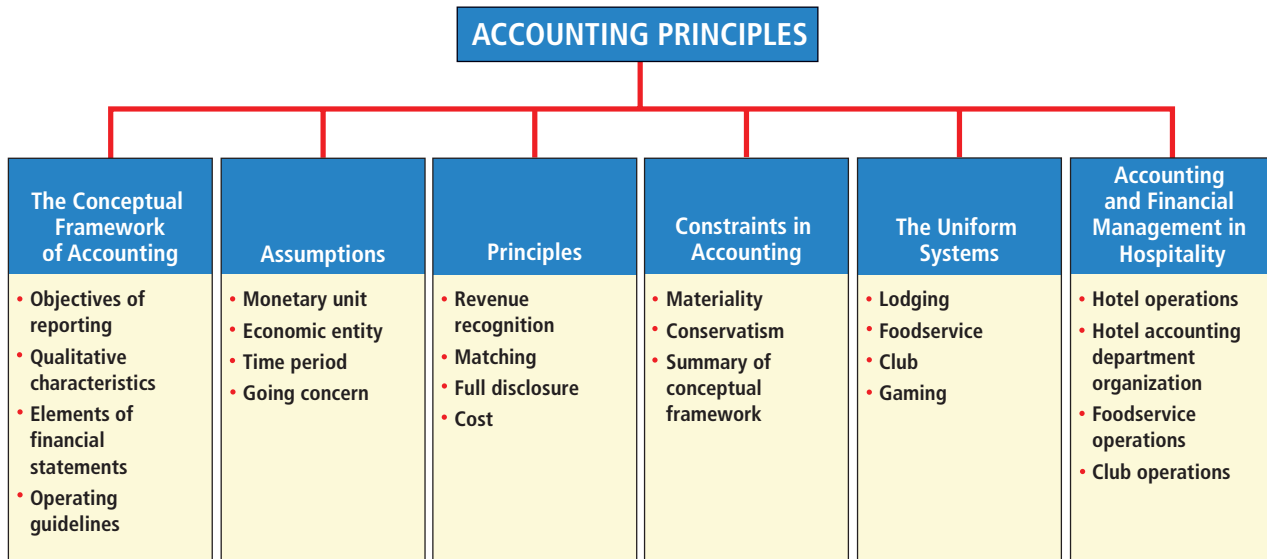 ACCOUNTING PRINCIPLES
The Conceptual
Framework
of Accounting
• Objectives of
reporting
• Qualitative
characteristics
• Elements of
financial
statements
• Operating
guidelines
Assumptions
• Monetary unit
• Economic entity
• Time period
• Going concern
Principles
• Revenue
recognition
• Matching
• Full disclosure
• Cost
Constraints in
Accounting
• Materiality
• Conservatism
• Summary of
conceptual
framework
The Uniform
Systems
• Lodging
• Foodservice
• Club
• Gaming
Accounting
and Financial
Management in
Hospitality
• Hotel operations
• Hotel accounting
department
organization
• Foodservice
operations
• Club operations